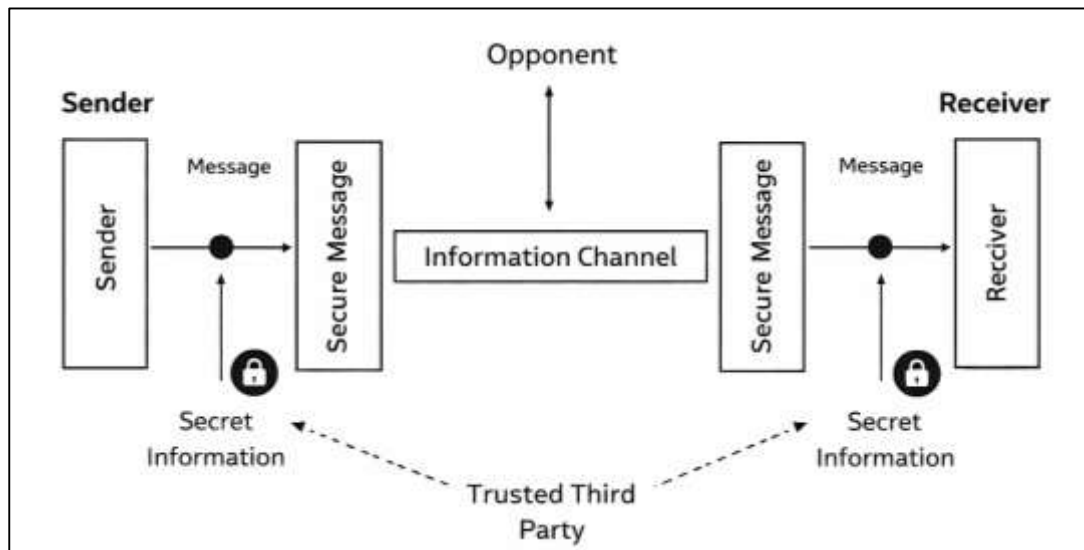 Opponent
Sender
Receiver
Message
Message
Sender
Secure Message
Information Channel
Secure Message
Recciver
Secret
Information
Secret
Information
Trusted Third
Party